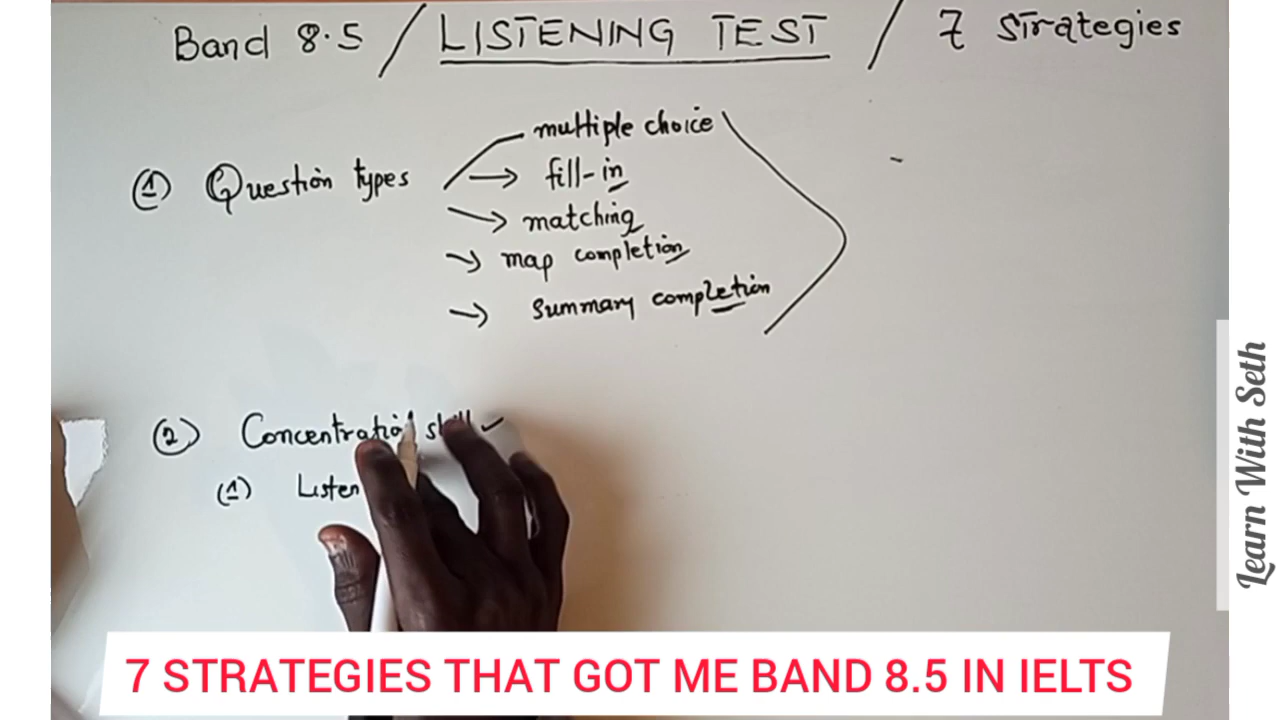 Band 8.5 / LISTENING TEST / 7 Strategies
multiple choice
(1) Question types → fill-in
→ matching
→ map completion
→ summary completion
(2) Concentration skill ✓
(1) Listen
Learn With Seth
7 STRATEGIES THAT GOT ME BAND 8.5 IN IELTS